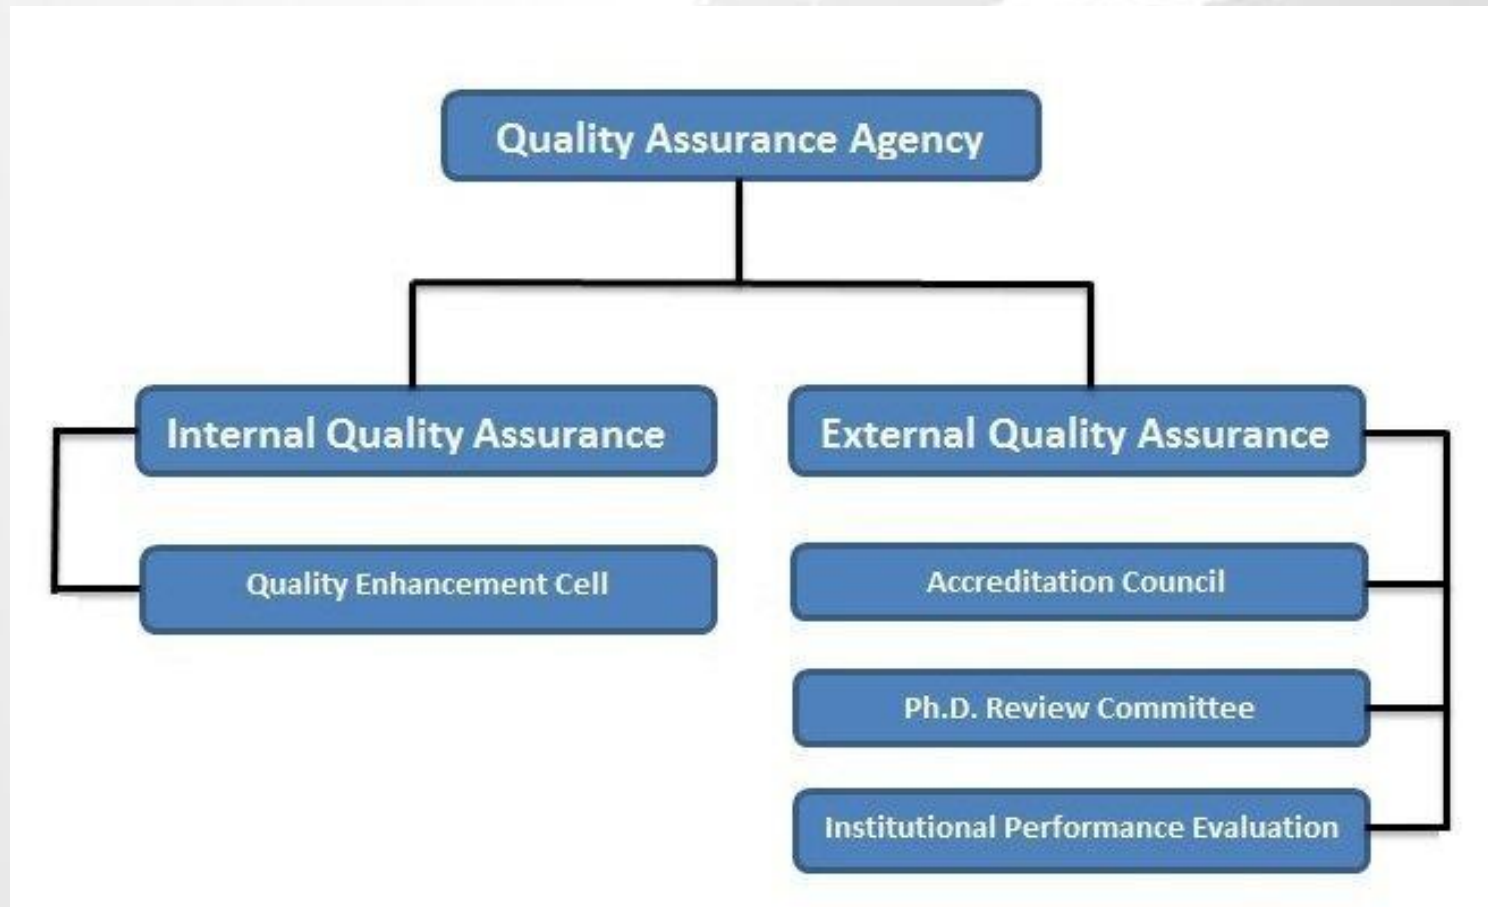 Quality Assurance Agency
Internal Quality Assurance
External Quality Assurance
Quality Enhancement Cell
Accreditation Council
Ph.D. Review Committee
Institutional Performance Evaluation